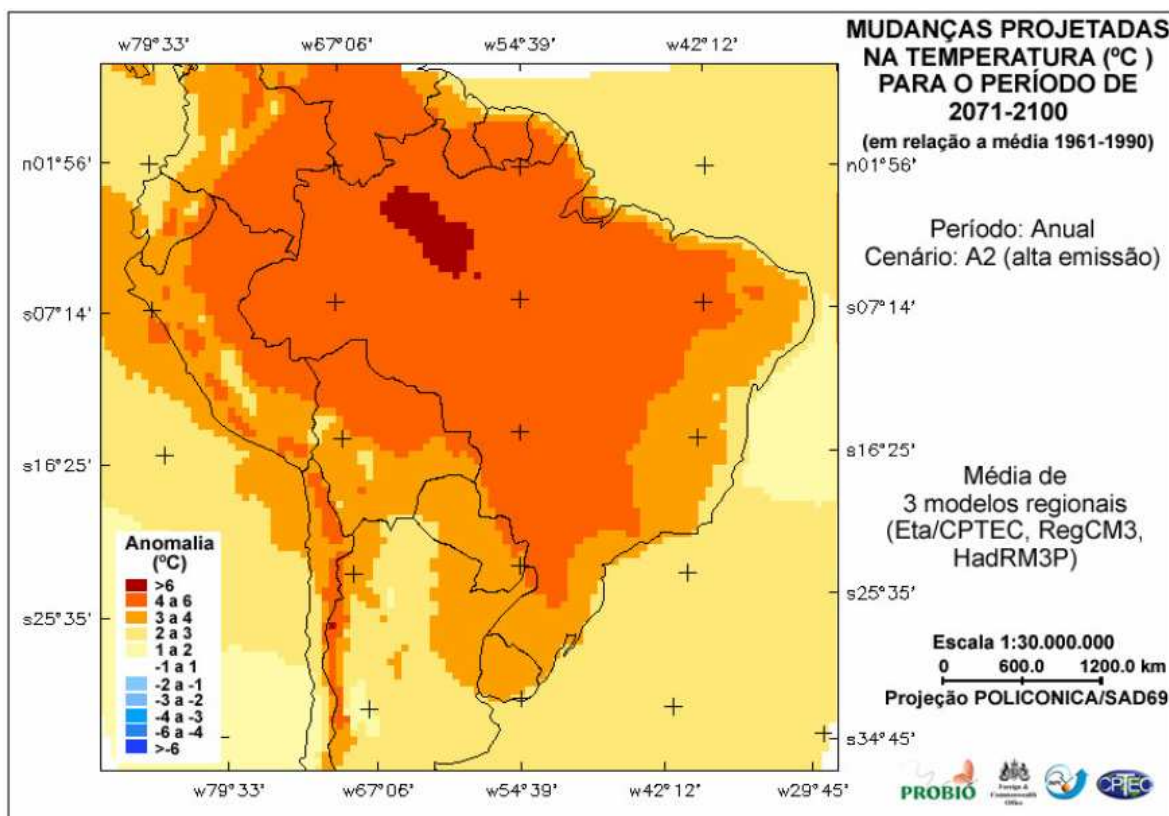 MUDANÇAS PROJETADAS
NA TEMPERATURA (ºC )
PARA O PERÍODO DE
2071-2100
(em relação a média 1961-1990)
Período: Anual
Cenário: A2 (alta emissão)
Média de
3 modelos regionais
(Eta/CPTEC, RegCM3,
HadRM3P)
Escala 1:30.000.000
0 600.0 1200.0 km
Projeção POLICONICA/SAD69
PROBIO
Foreign &
Commonwealth
Office
CPTEC
w79°33' w67°06' w54°39' w42°12'
n01°56' n01°56'
s07°14' s07°14'
s16°25' s16°25'
s25°35' s25°35'
s34°45'
w79°33' w67°06' w54°39' w42°12' w29°45'
Anomalia
(ºC)
>6
4 a 6
3 a 4
2 a 3
1 a 2
-1 a 1
-2 a -1
-3 a -2
-4 a -3
-6 a -4
>-6